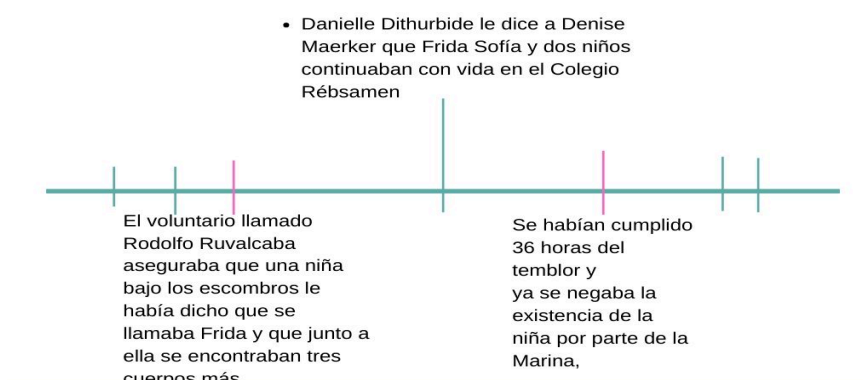 • Danielle Dithurbide le dice a Denise
Maerker que Frida Sofía y dos niños
continuaban con vida en el Colegio
Rébsamen
El voluntario llamado
Rodolfo Ruvalcaba
aseguraba que una niña
bajo los escombros le
había dicho que se
llamaba Frida y que junto a
ella se encontraban tres
cuerpos más
Se habían cumplido
36 horas del
temblor y
ya se negaba la
existencia de la
niña por parte de la
Marina,